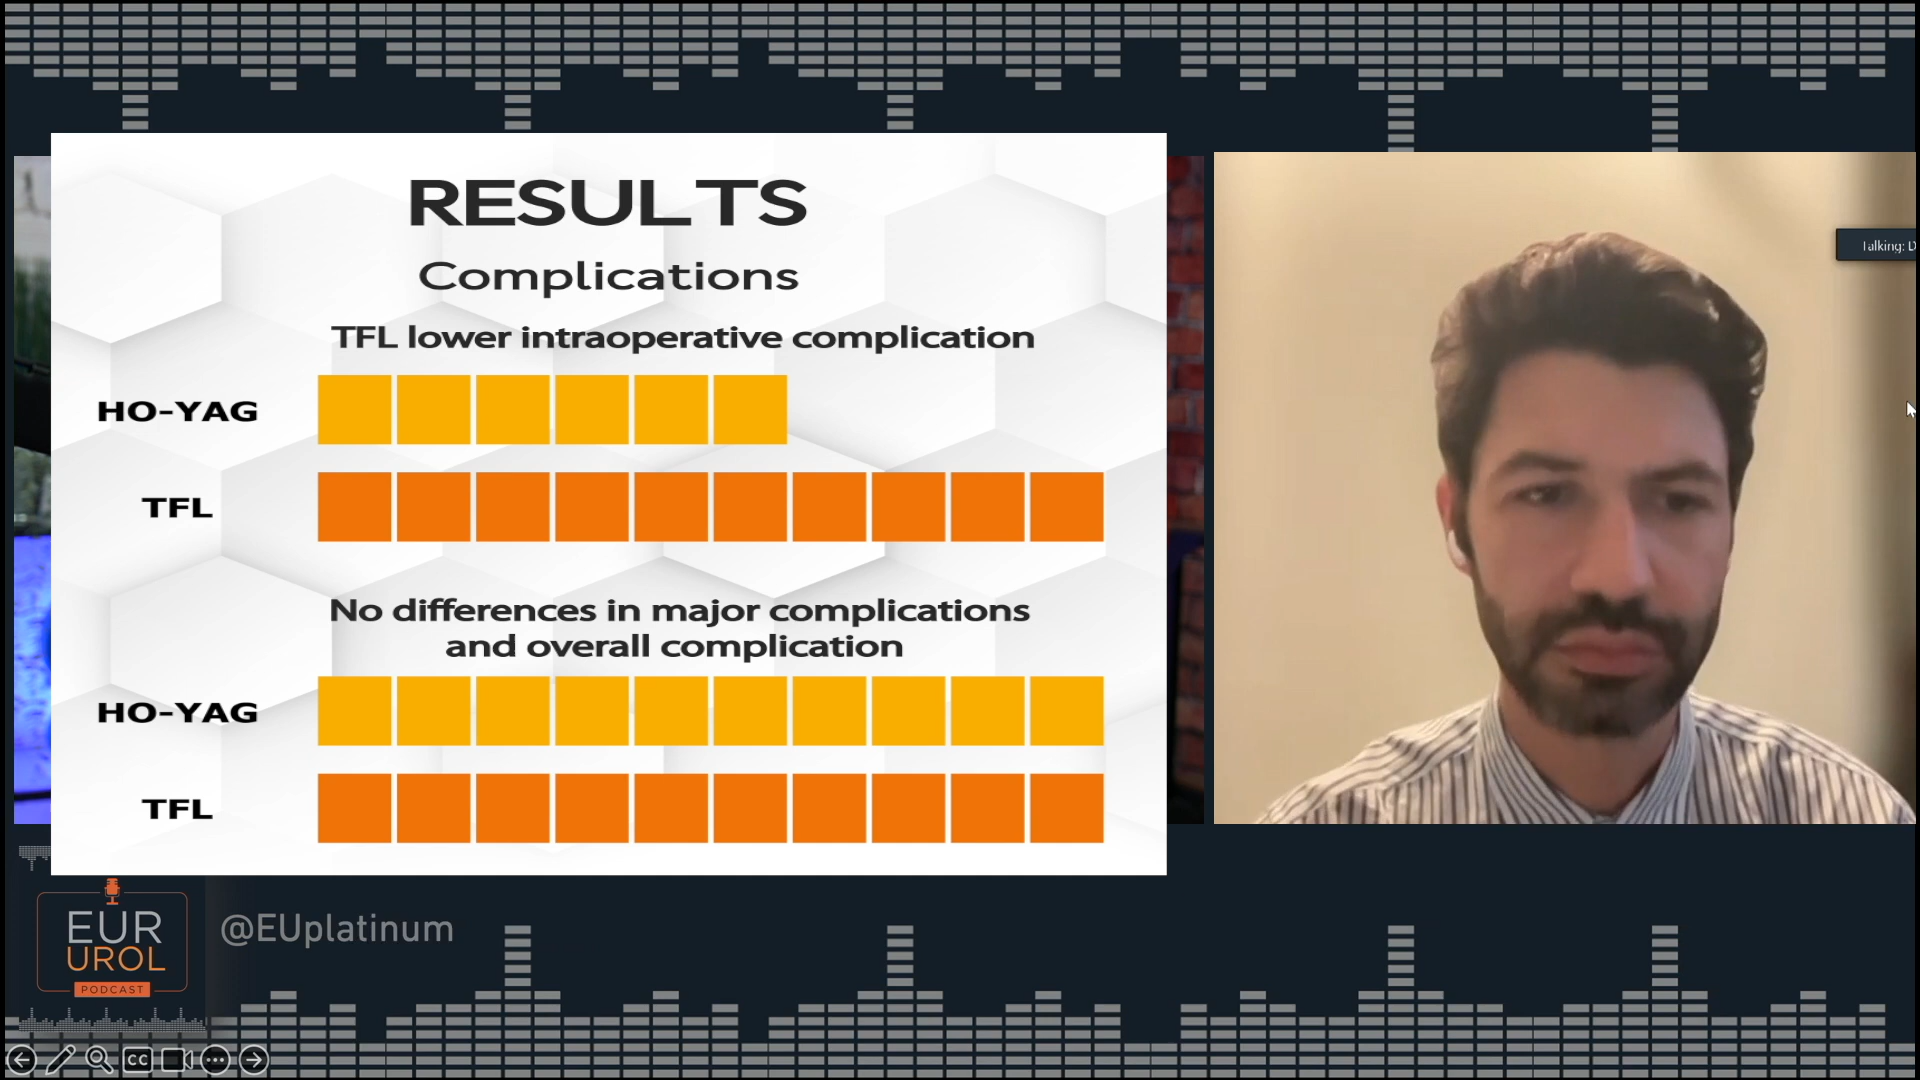 RESULTS
Complications
TFL lower intraoperative complication
HO-YAG
TFL
No differences in major complications
and overall complication
HO-YAG
TFL
Talking: D
EUR
UROL
PODCAST
@EUplatinum
CC